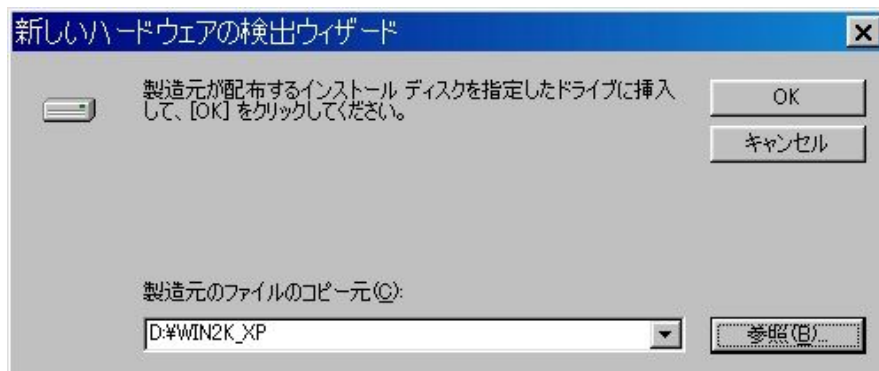 新しいハードウェアの検出ウィザード
製造元が配布するインストール ディスクを指定したドライブに挿入
して、[OK] をクリックしてください。
OK
キャンセル
製造元のファイルのコピー元(C):
D:¥WIN2K_XP
参照(B)...